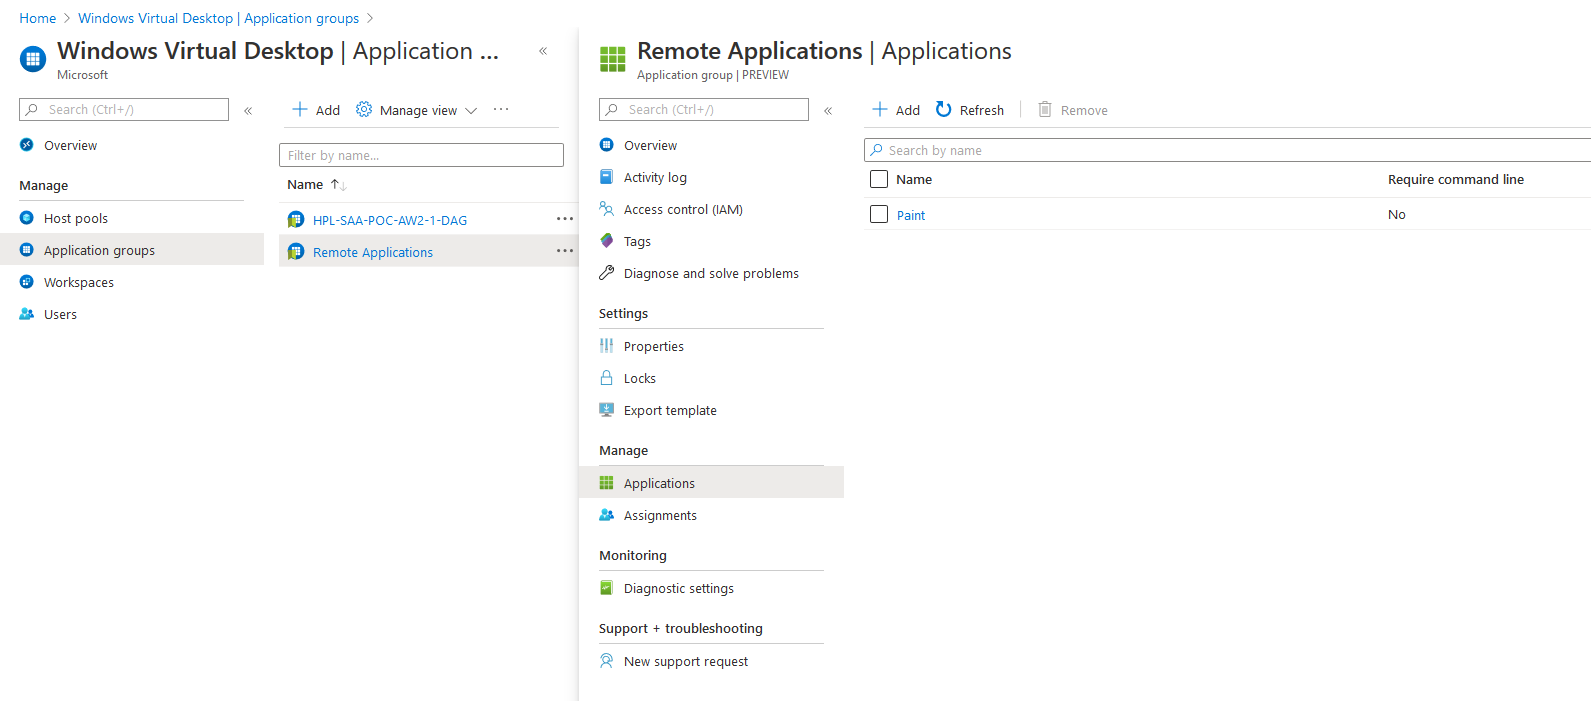 Home > Windows Virtual Desktop | Application groups >
Windows Virtual Desktop | Application ...
Microsoft
«
Search (Ctrl+/)
«
Overview
Manage
Host pools
Application groups
Workspaces
Users
Add
Manage view
...
Filter by name...
Name ↑↓
HPL-SAA-POC-AW2-1-DAG
...
Remote Applications
...
Remote Applications | Applications
Application group | PREVIEW
Search (Ctrl+/)
«
Overview
Activity log
Access control (IAM)
Tags
Diagnose and solve problems
Settings
Properties
Locks
Export template
Manage
Applications
Assignments
Monitoring
Diagnostic settings
Support + troubleshooting
New support request
Add
Refresh
Remove
Search by name
Name
Require command line
Paint
No